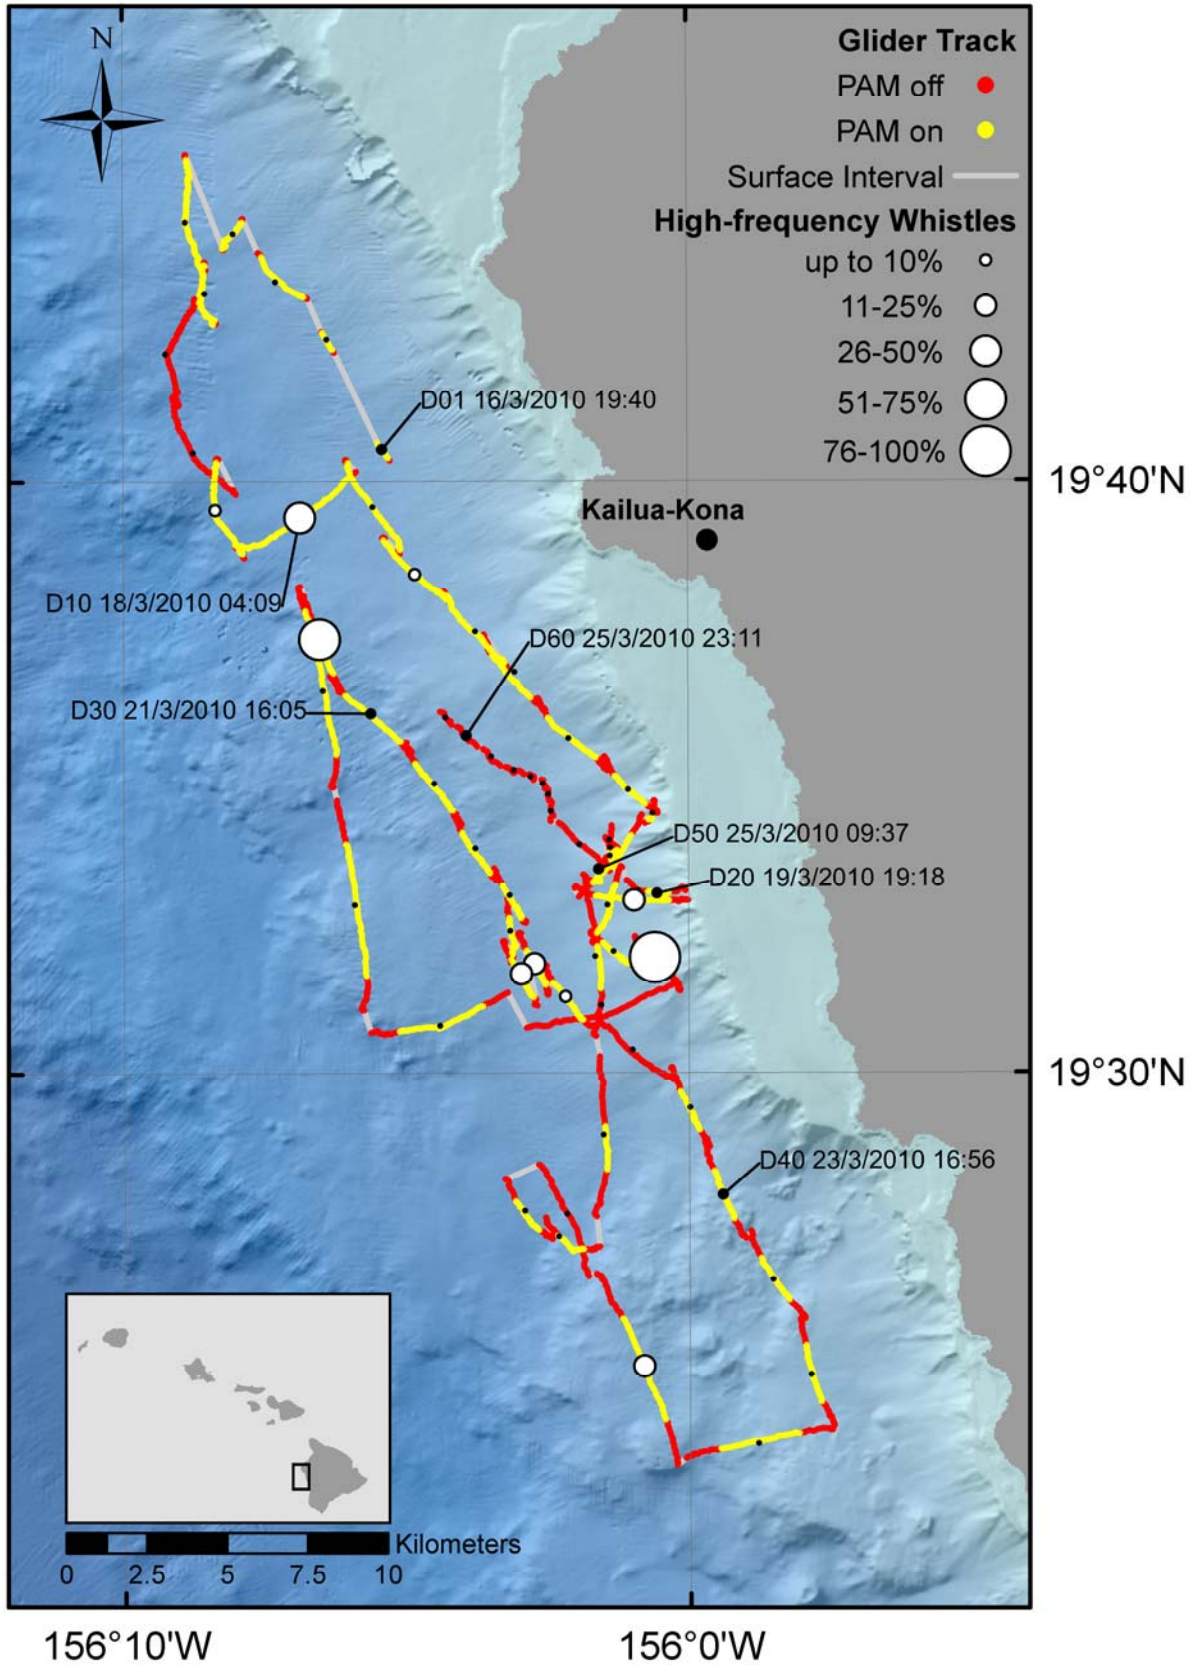 N
Glider Track
PAM off
PAM on
Surface Interval
High-frequency Whistles
up to 10%
11-25%
26-50%
51-75%
76-100%
D01 16/3/2010 19:40
19°40'N
Kailua-Kona
D10 18/3/2010 04:09
D60 25/3/2010 23:11
D30 21/3/2010 16:05
D50 25/3/2010 09:37
D20 19/3/2010 19:18
19°30'N
D40 23/3/2010 16:56
Kilometers
0 2.5 5 7.5 10
156°10'W 156°0'W